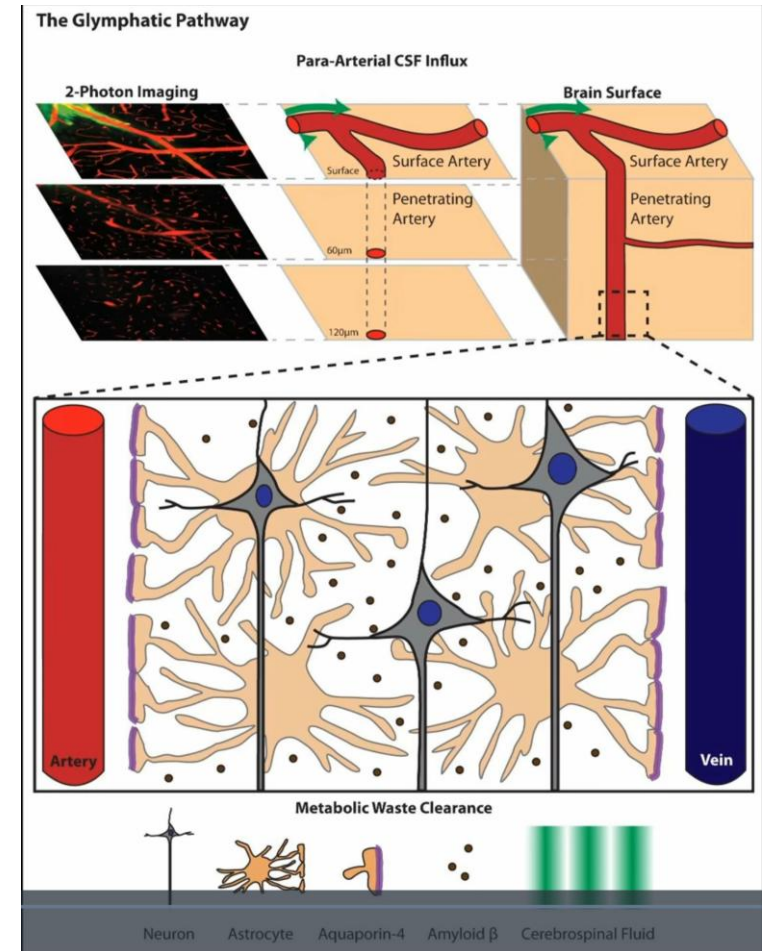 The Glymphatic Pathway
Para-Arterial CSF Influx
2-Photon Imaging
Brain Surface
Surface Artery
Surface
Penetrating
Artery
60µm
120µm
Surface Artery
Penetrating
Artery
Artery
Vein
Metabolic Waste Clearance
Neuron
Astrocyte
Aquaporin-4
Amyloid β
Cerebrospinal Fluid